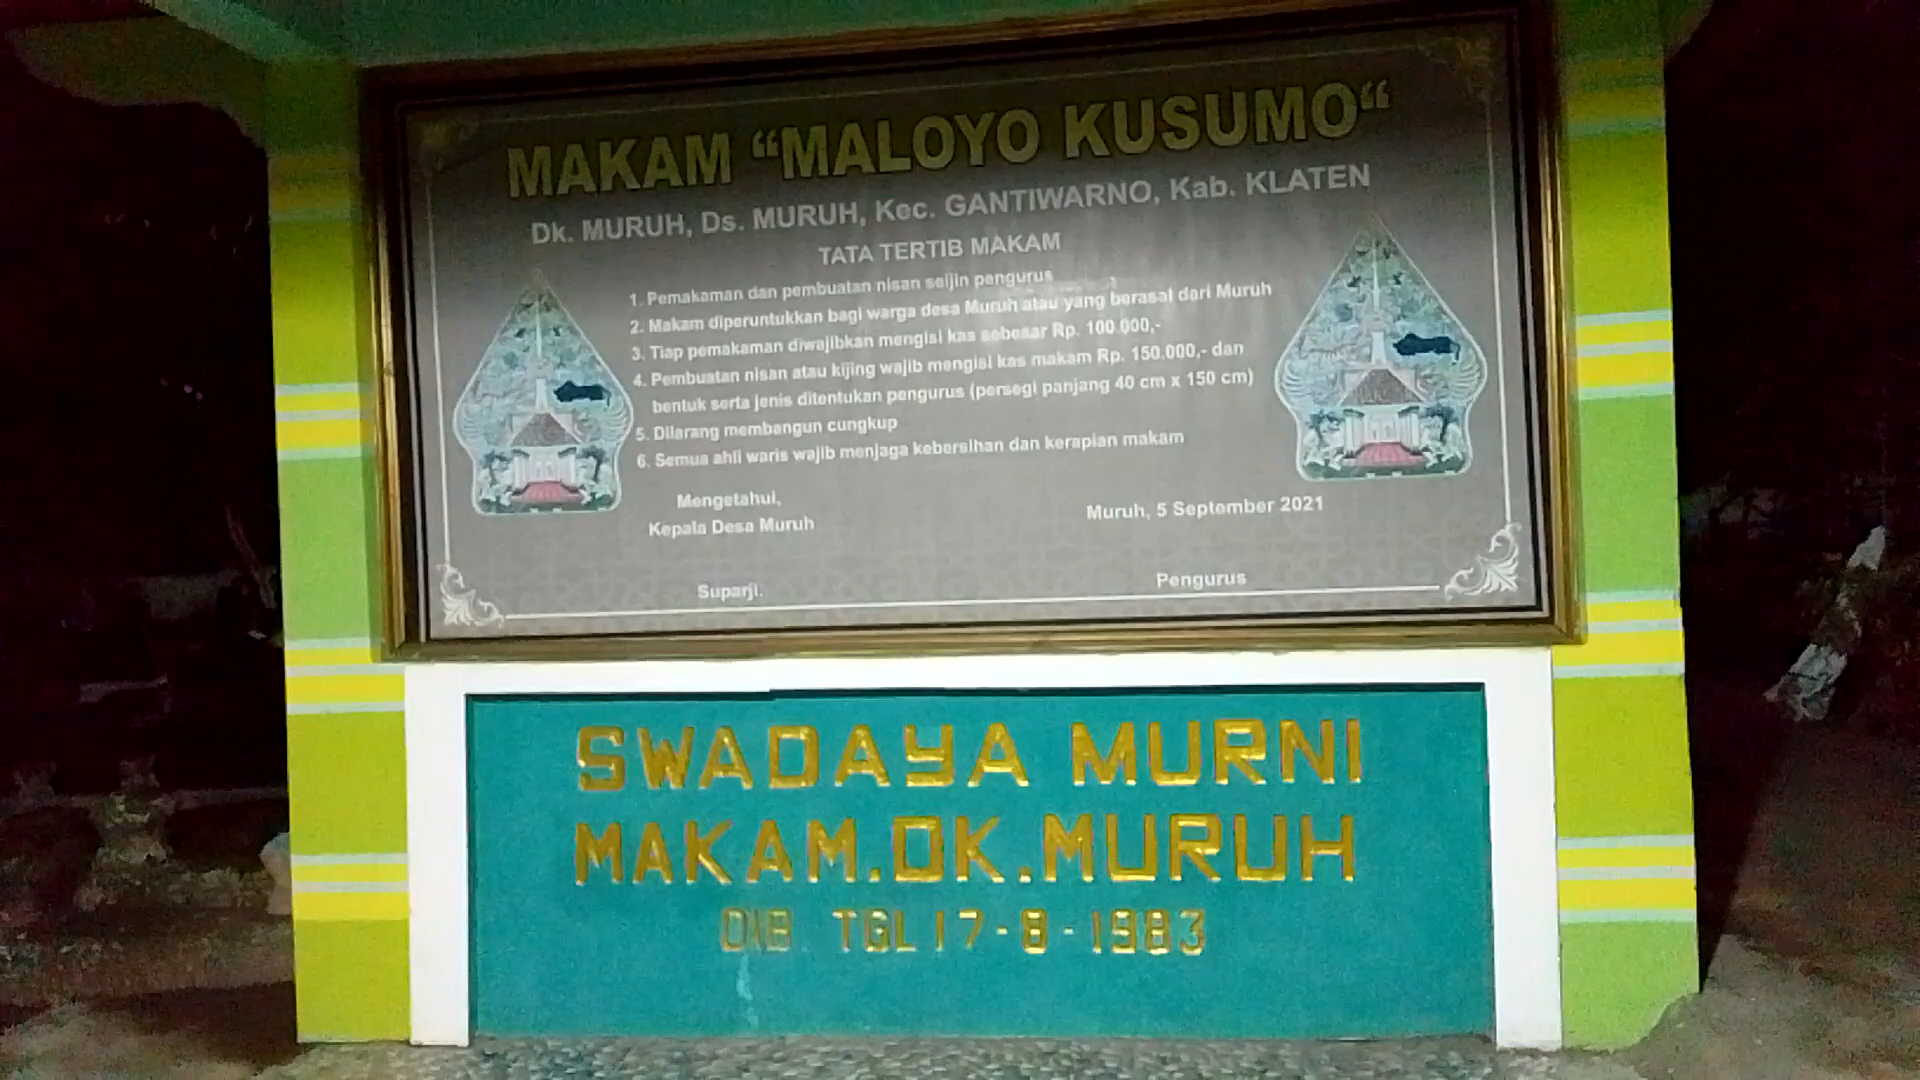 MAKAM “MALOYO KUSUMO“
Dk. MURUH, Ds. MURUH, Kec. GANTIWARNO, Kab. KLATEN
TATA TERTIB MAKAM
1. Pemakaman dan pembuatan nisan seijin pengurus
2. Makam diperuntukkan bagi warga desa Muruh atau yang berasal dari Muruh
3. Tiap pemakaman diwajibkan mengisi kas sebesar Rp. 100.000,-
4. Pembuatan nisan atau kijing wajib mengisi kas makam Rp. 150.000,- dan
bentuk serta jenis ditentukan pengurus (persegi panjang 40 cm x 150 cm)
5. Dilarang membangun cungkup
6. Semua ahli waris wajib menjaga kebersihan dan kerapian makam
Mengetahui,
Kepala Desa Muruh
Muruh, 5 September 2021
Suparji.
Pengurus
SWADAYA MURNI
MAKAM.DK.MURUH
TGL 17-8-1983